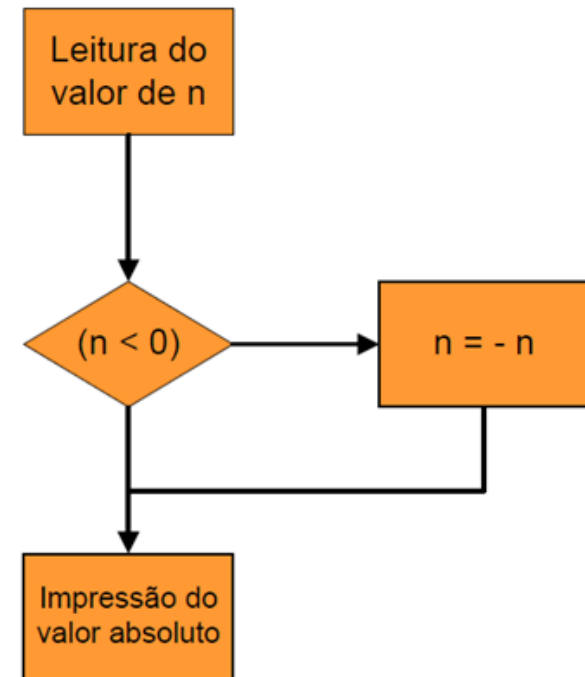 Leitura do
valor de n
(n < 0)
n = - n
Impressão do
valor absoluto